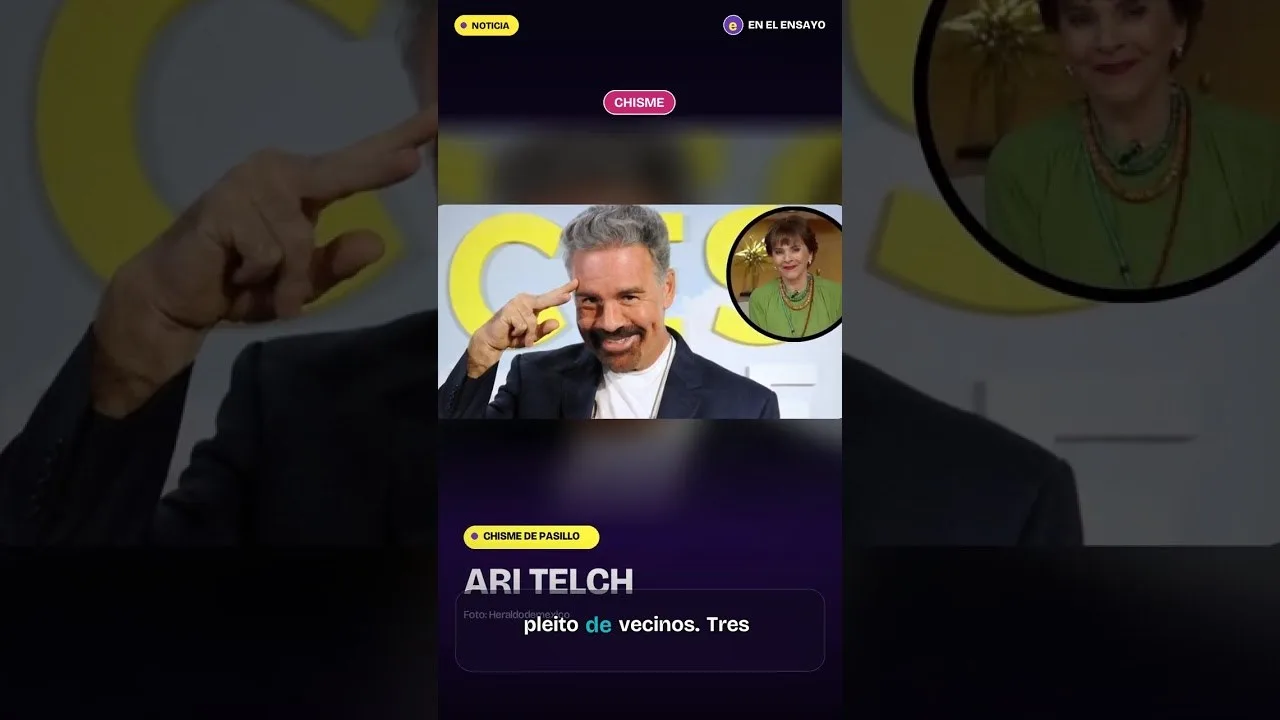 NOTICIA
e EN EL ENSAYO
CHISME
CHISME DE PASILLO
ARI TELCH
Foto: Heraldodemexico
pleito de vecinos. Tres